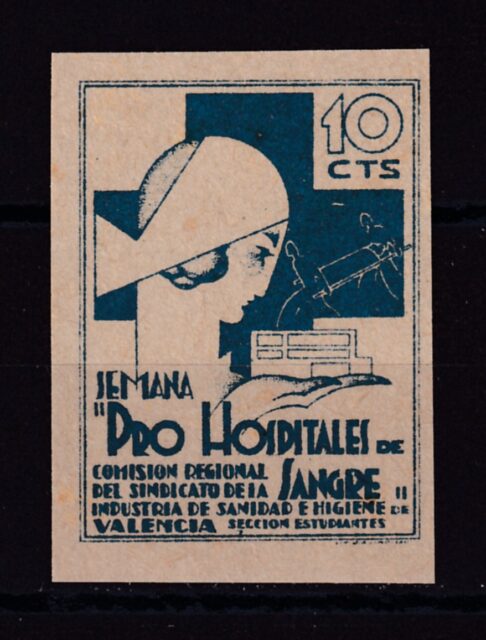 10
CTS
SEMANA
"PRO HOSPITALES DE
COMISION REGIONAL
DEL SINDICATO DE LA SANGRE"
INDUSTRIA DE SANIDAD E HIGIENE DE
VALENCIA SECCION ESTUDIANTES